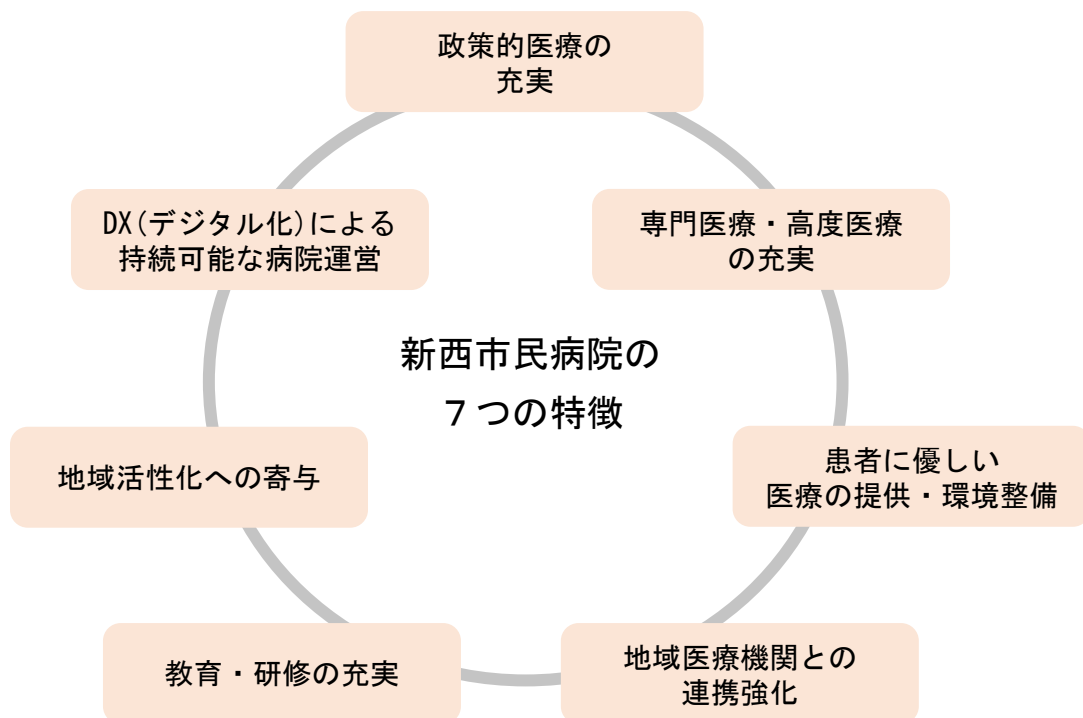 政策的医療の
充実
DX(デジタル化)による
持続可能な病院運営
専門医療・高度医療
の充実
新西市民病院の
７つの特徴
地域活性化への寄与
患者に優しい
医療の提供・環境整備
教育・研修の充実
地域医療機関との
連携強化